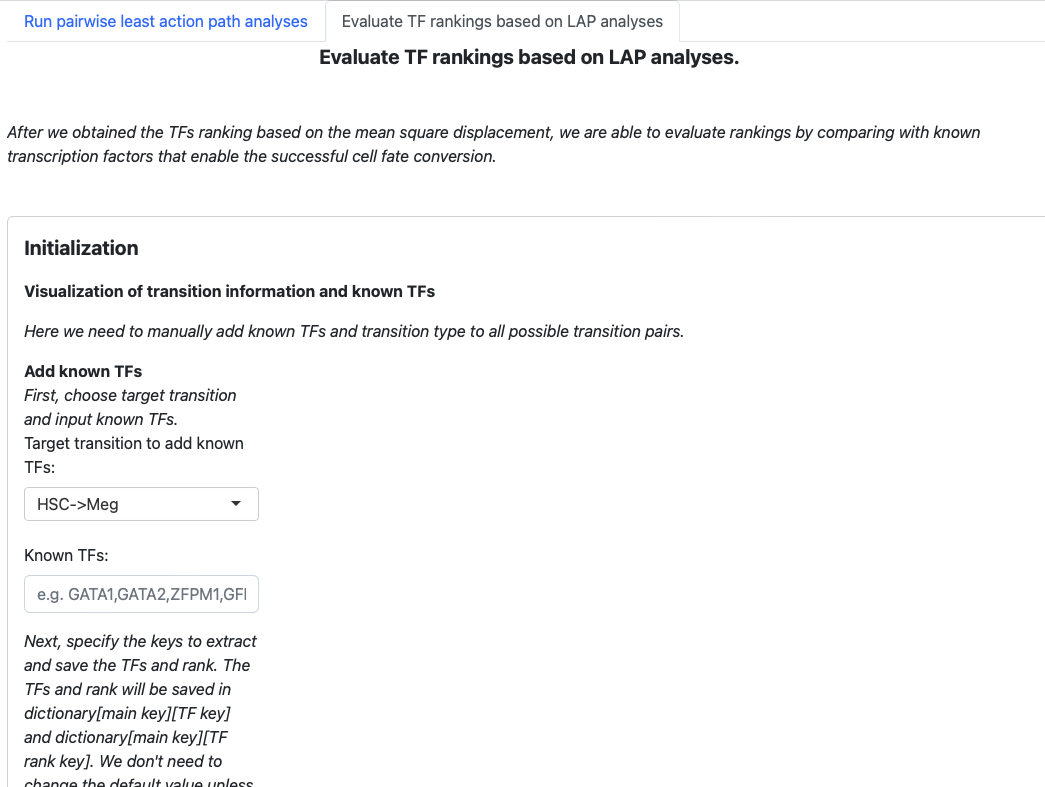 Run pairwise least action path analyses
Evaluate TF rankings based on LAP analyses
Evaluate TF rankings based on LAP analyses.
After we obtained the TFs ranking based on the mean square displacement, we are able to evaluate rankings by comparing with known
transcription factors that enable the successful cell fate conversion.
Initialization
Visualization of transition information and known TFs
Here we need to manually add known TFs and transition type to all possible transition pairs.
Add known TFs
First, choose target transition
and input known TFs.
Target transition to add known
TFs:
HSC->Meg
Known TFs:
e.g. GATA1,GATA2,ZFPM1,GFI
Next, specify the keys to extract
and save the TFs and rank. The
TFs and rank will be saved in
dictionary[main key][TF key]
and dictionary[main key][TF
rank key]. We don't need to
change the default value unless